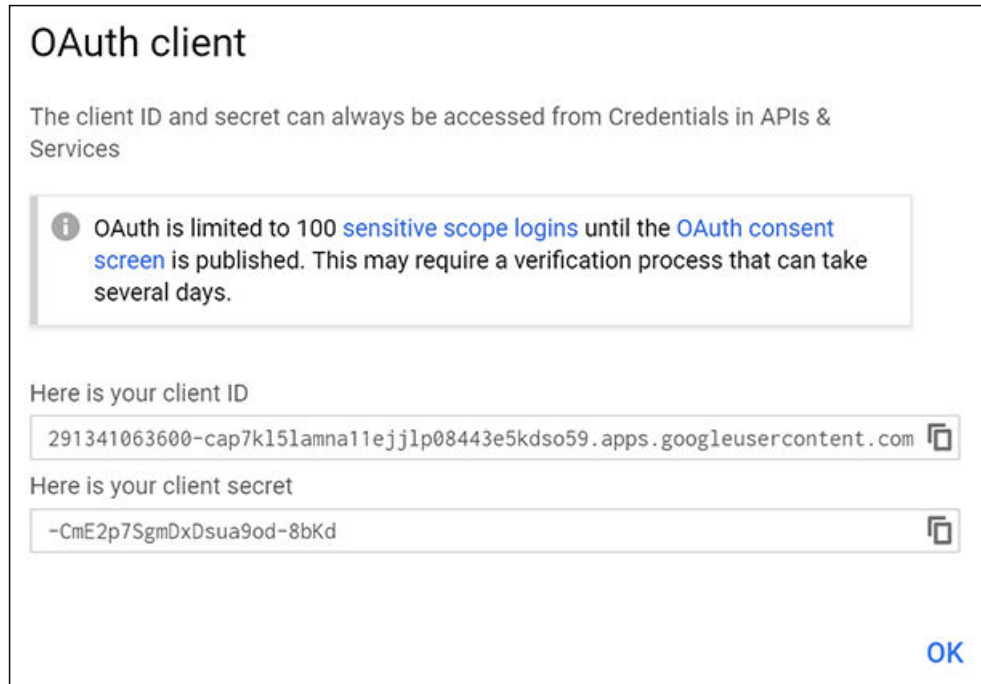 OAuth client
The client ID and secret can always be accessed from Credentials in APIs &
Services
OAuth is limited to 100 sensitive scope logins until the OAuth consent
screen is published. This may require a verification process that can take
several days.
Here is your client ID
291341063600-cap7kl5lamna11ejjlp08443e5kdso59.apps.googleusercontent.com
Here is your client secret
-CmE2p7SgmDxDsua9od-8bKd
OK